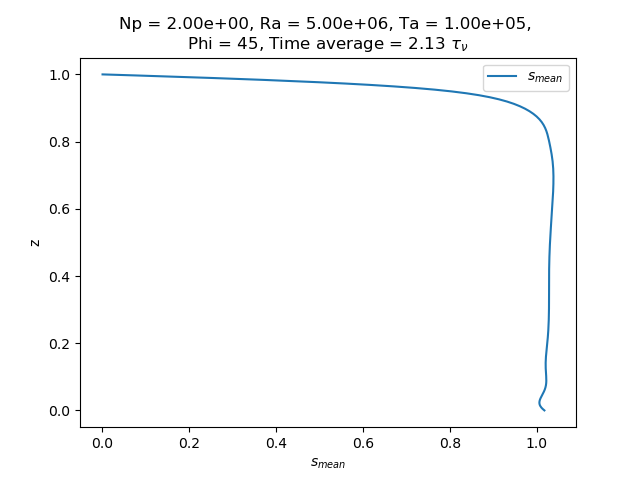 Np = 2.00e+00, Ra = 5.00e+06, Ta = 1.00e+05,
Phi = 45, Time average = 2.13 τν
smean
1.0
0.8
0.6
0.4
0.2
0.0
z
0.0 0.2 0.4 0.6 0.8 1.0
smean